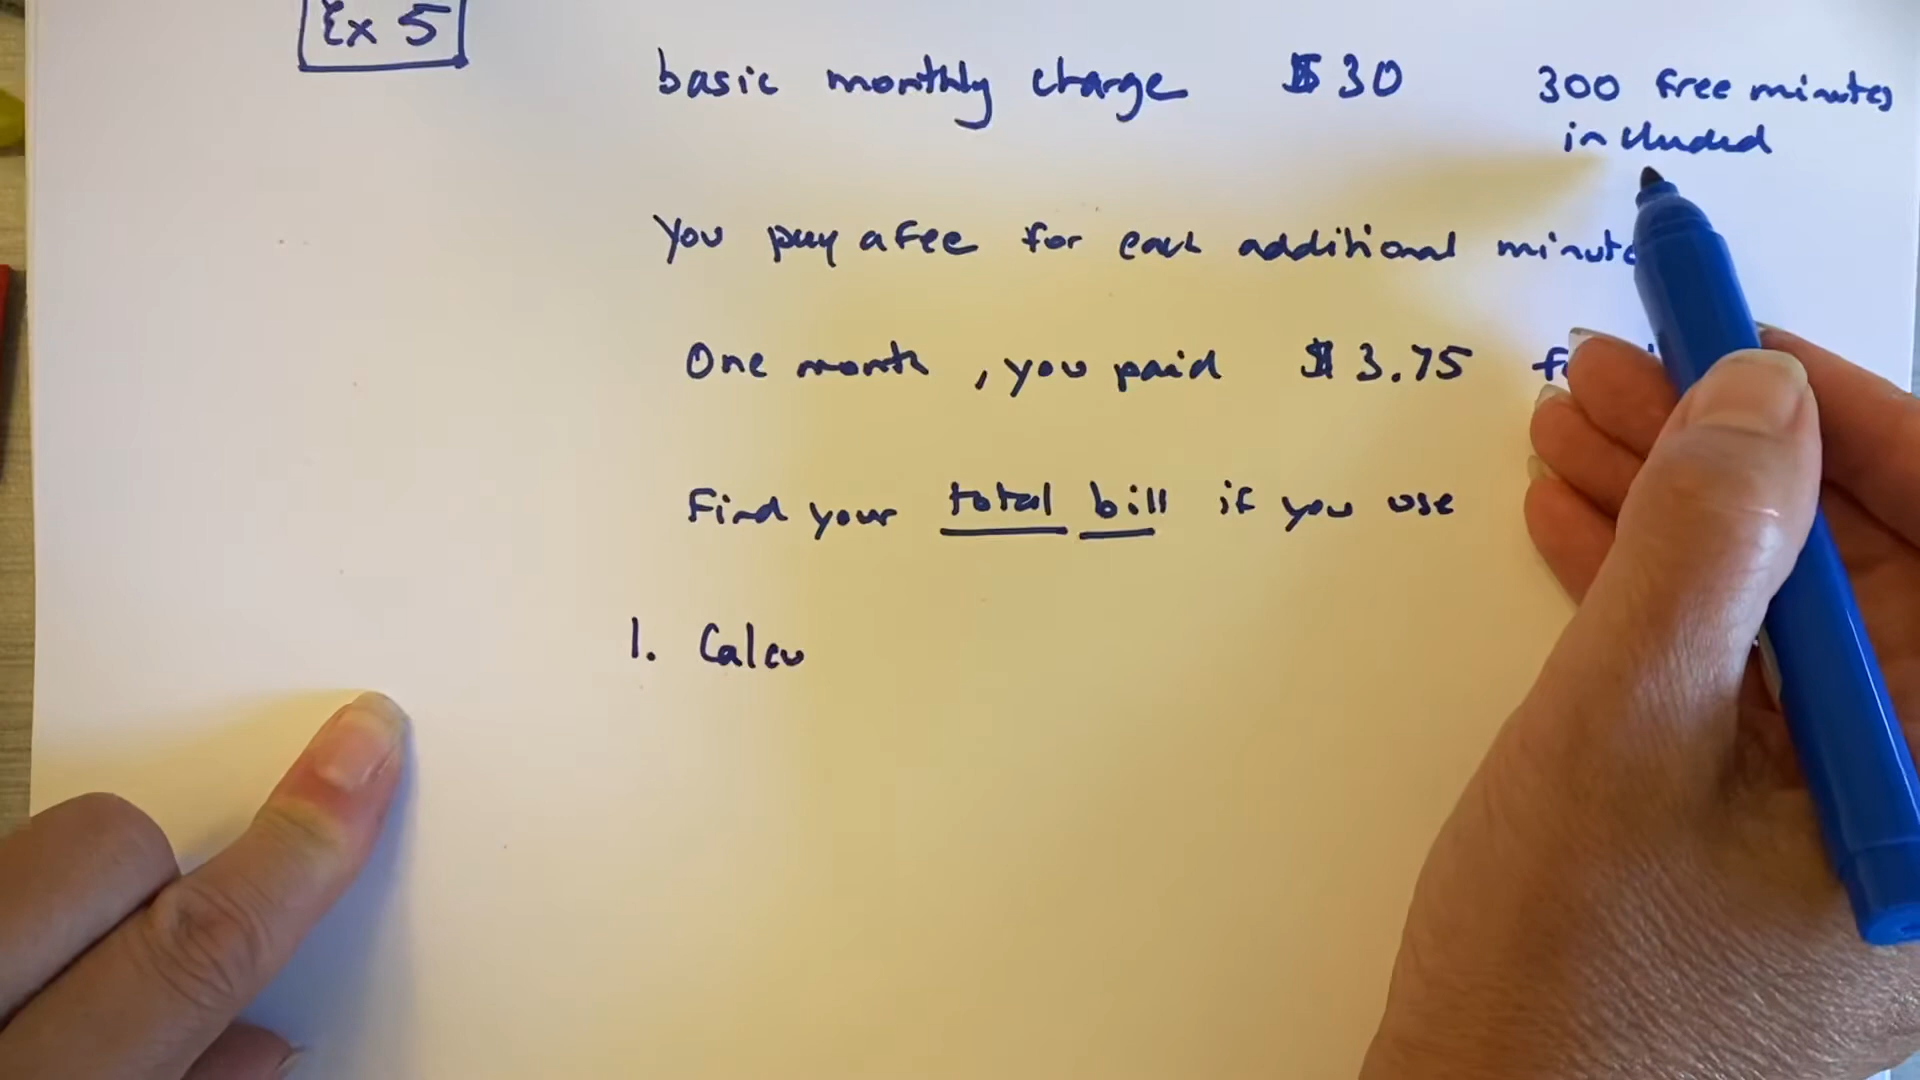 Ex 5
basic monthly charge $30 300 free minutes
included
You pay a fee for each additional minute
One month, you paid $3.75
Find your total bill if you use
1. Calcu